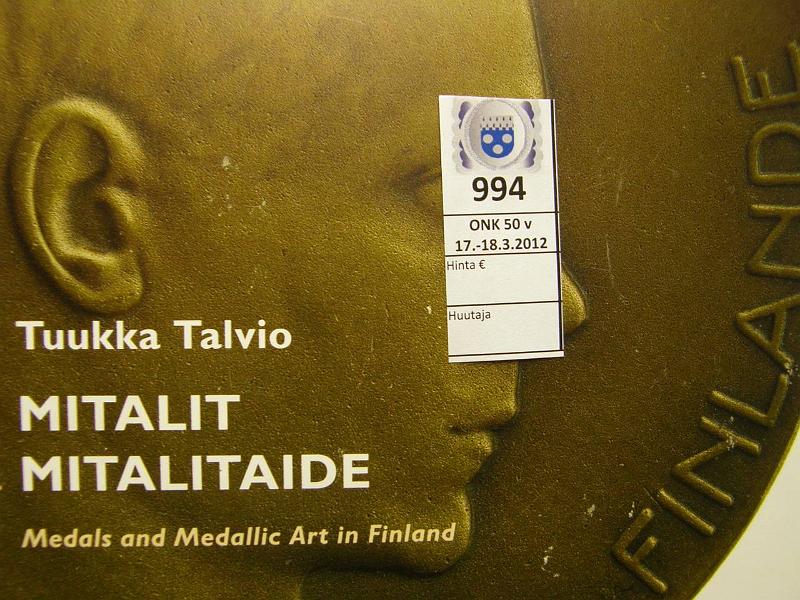 994
ONK 50 v
17.-18.3.2012
Hinta €
Huutaja
Tuukka Talvio
MITALIT
MITALITAIDE
Medals and Medallic Art in Finland
FINLANDE